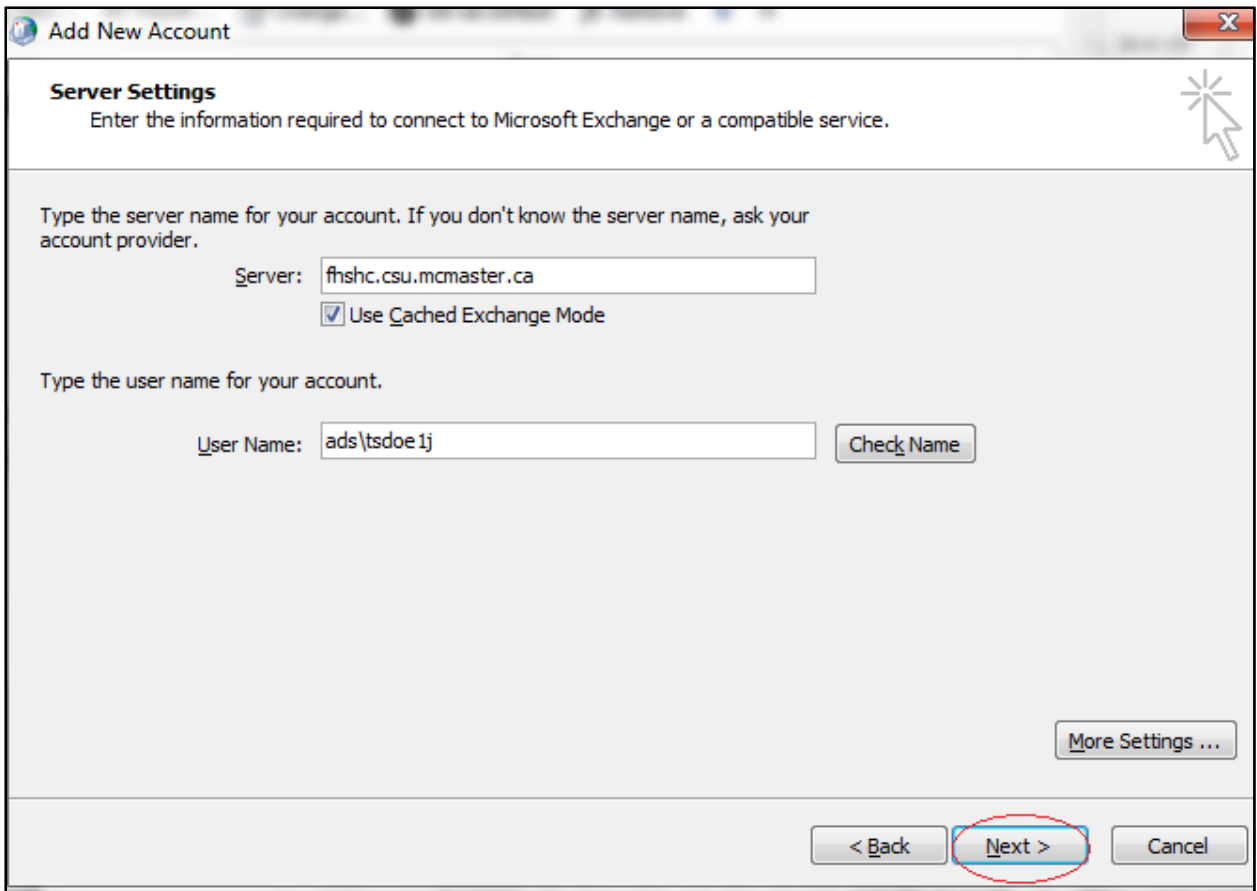 Add New Account
Server Settings
Enter the information required to connect to Microsoft Exchange or a compatible service.
Type the server name for your account. If you don't know the server name, ask your
account provider.
Server: fhshc.csu.mcmaster.ca
Use Cached Exchange Mode
Type the user name for your account.
User Name: ads\tsdoe1j Check Name
More Settings ...
< Back Next > Cancel